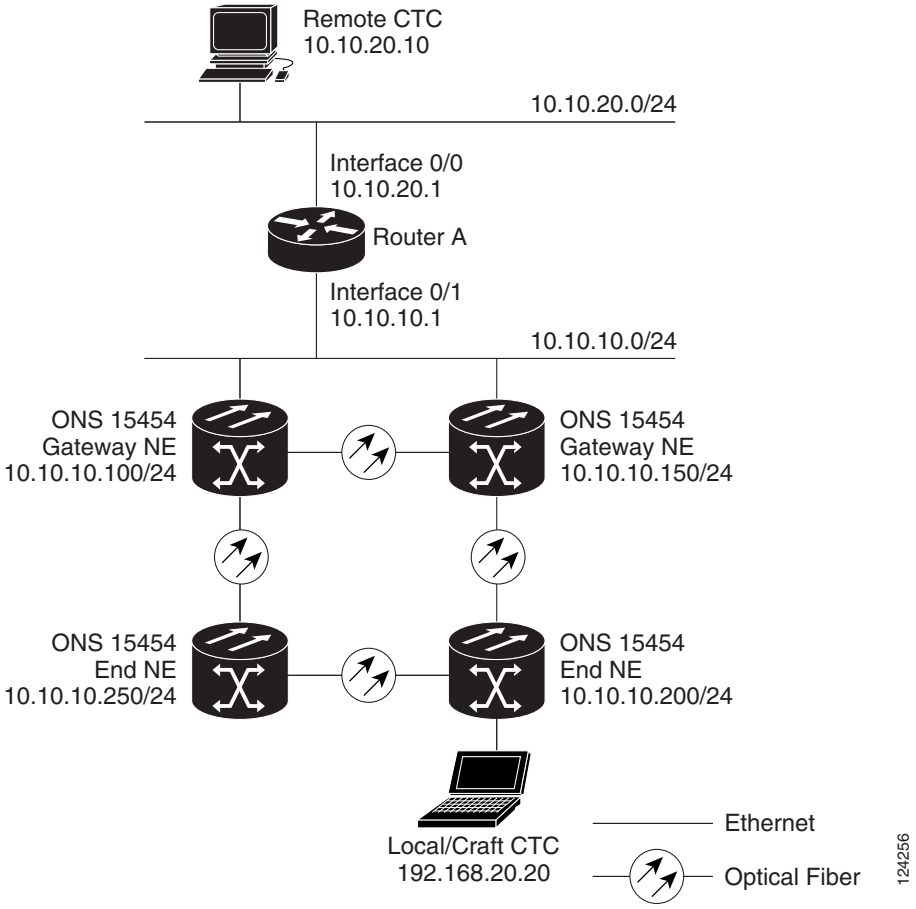 Remote CTC
10.10.20.10
10.10.20.0/24
Interface 0/0
10.10.20.1
Router A
Interface 0/1
10.10.10.1
10.10.10.0/24
ONS 15454
Gateway NE
10.10.10.100/24
ONS 15454
Gateway NE
10.10.10.150/24
ONS 15454
End NE
10.10.10.250/24
ONS 15454
End NE
10.10.10.200/24
Local/Craft CTC
192.168.20.20
Ethernet
Optical Fiber
124256